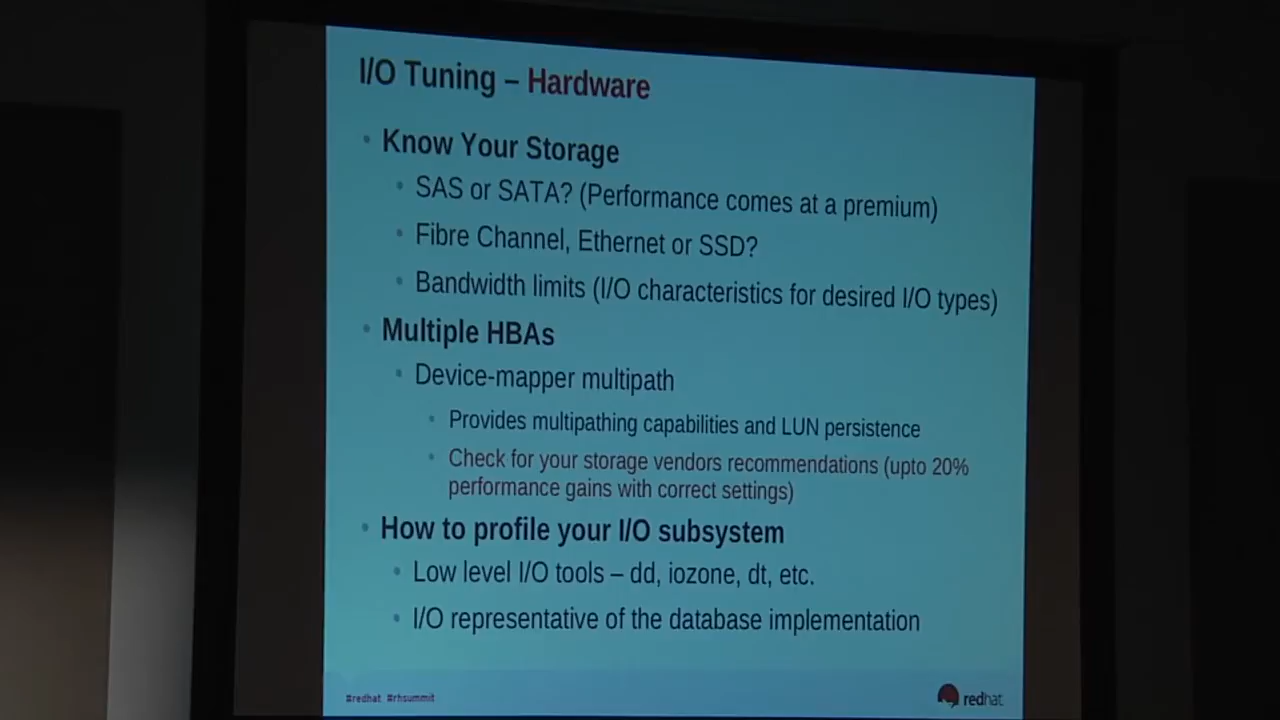 I/O Tuning – Hardware
• Know Your Storage
• SAS or SATA? (Performance comes at a premium)
• Fibre Channel, Ethernet or SSD?
• Bandwidth limits (I/O characteristics for desired I/O types)
• Multiple HBAs
• Device-mapper multipath
• Provides multipathing capabilities and LUN persistence
• Check for your storage vendors recommendations (upto 20%
performance gains with correct settings)
• How to profile your I/O subsystem
• Low level I/O tools – dd, iozone, dt, etc.
• I/O representative of the database implementation
#redhat #rhsummit
redhat